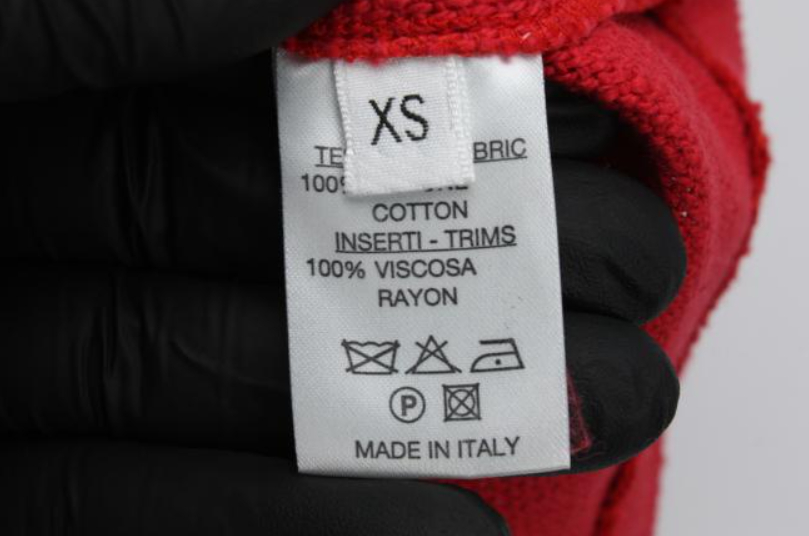 XS
COTTON
INSERTI - TRIMS
100% VISCOSA
RAYON
P
MADE IN ITALY